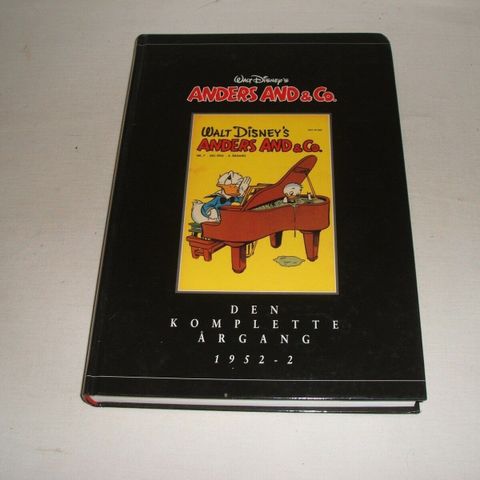 Walt Disney's
ANDERS AND & Co.
WALT DISNEY'S
ANDERS AND & Co.
DEN
KOMPLETTE
ÅRGANG
1952-2